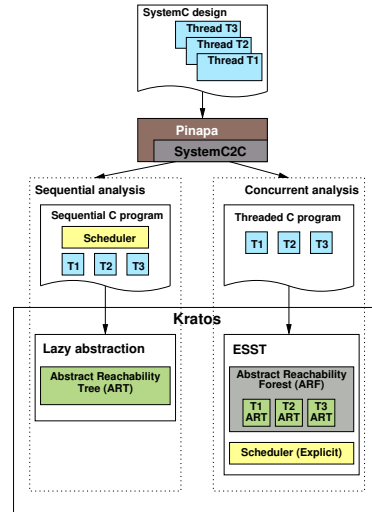 SystemC design
Thread T3
Thread T2
Thread T1
Pinapa
SystemC2C
Sequential analysis
Sequential C program
Scheduler
T1 T2 T3
Concurrent analysis
Threaded C program
T1 T2 T3
Kratos
Lazy abstraction
Abstract Reachability
Tree (ART)
ESST
Abstract Reachability
Forest (ARF)
T1 T2 T3
ART ART ART
Scheduler (Explicit)